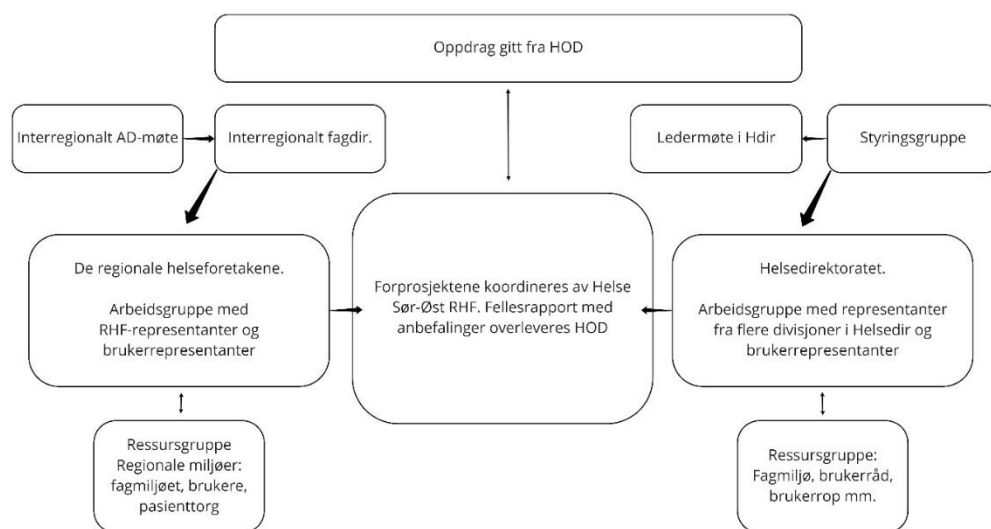 Oppdrag gitt fra HOD
Interregionalt AD-møte
Interregionalt fagdir.
Ledermøte i Hdir
Styringsgruppe
De regionale helseforetakene.
Arbeidsgruppe med
RHF-representanter og
brukerrepresentanter
Forprosjektene koordineres av Helse
Sør-Øst RHF. Fellesrapport med
anbefalinger overleveres HOD
Helsedirektoratet.
Arbeidsgruppe med representanter
fra flere divisjoner i Helsedir og
brukerrepresentanter
Ressursgruppe
Regionale miljøer:
fagmiljøet, brukere,
pasienttorg
Ressursgruppe:
Fagmiljø, brukerråd,
brukerrop mm.